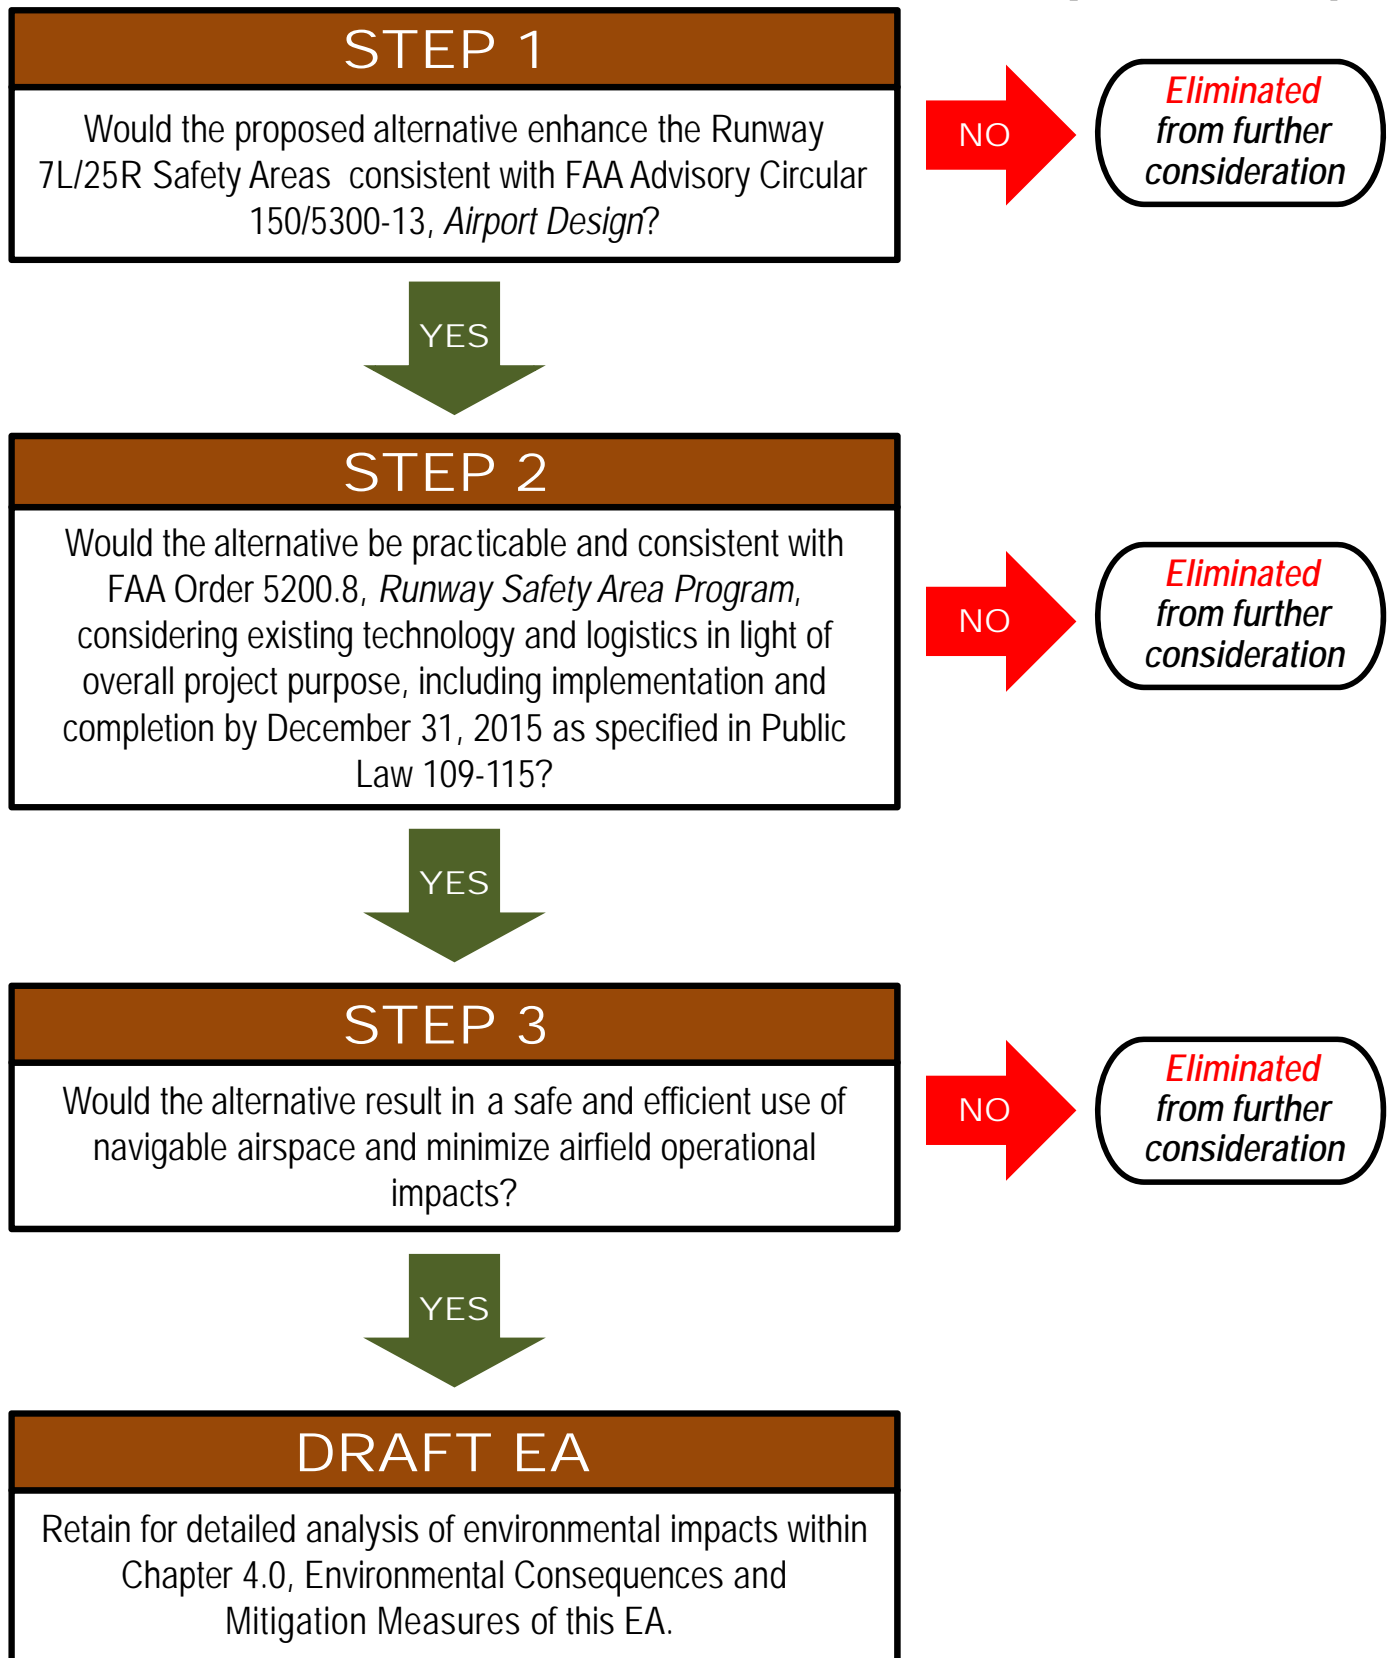 STEP 1
Would the proposed alternative enhance the Runway
7L/25R Safety Areas consistent with FAA Advisory Circular
150/5300-13, Airport Design?
NO
Eliminated
from further
consideration
YES
STEP 2
Would the alternative be practicable and consistent with
FAA Order 5200.8, Runway Safety Area Program,
considering existing technology and logistics in light of
overall project purpose, including implementation and
completion by December 31, 2015 as specified in Public
Law 109-115?
NO
Eliminated
from further
consideration
YES
STEP 3
Would the alternative result in a safe and efficient use of
navigable airspace and minimize airfield operational
impacts?
NO
Eliminated
from further
consideration
YES
DRAFT EA
Retain for detailed analysis of environmental impacts within
Chapter 4.0, Environmental Consequences and
Mitigation Measures of this EA.